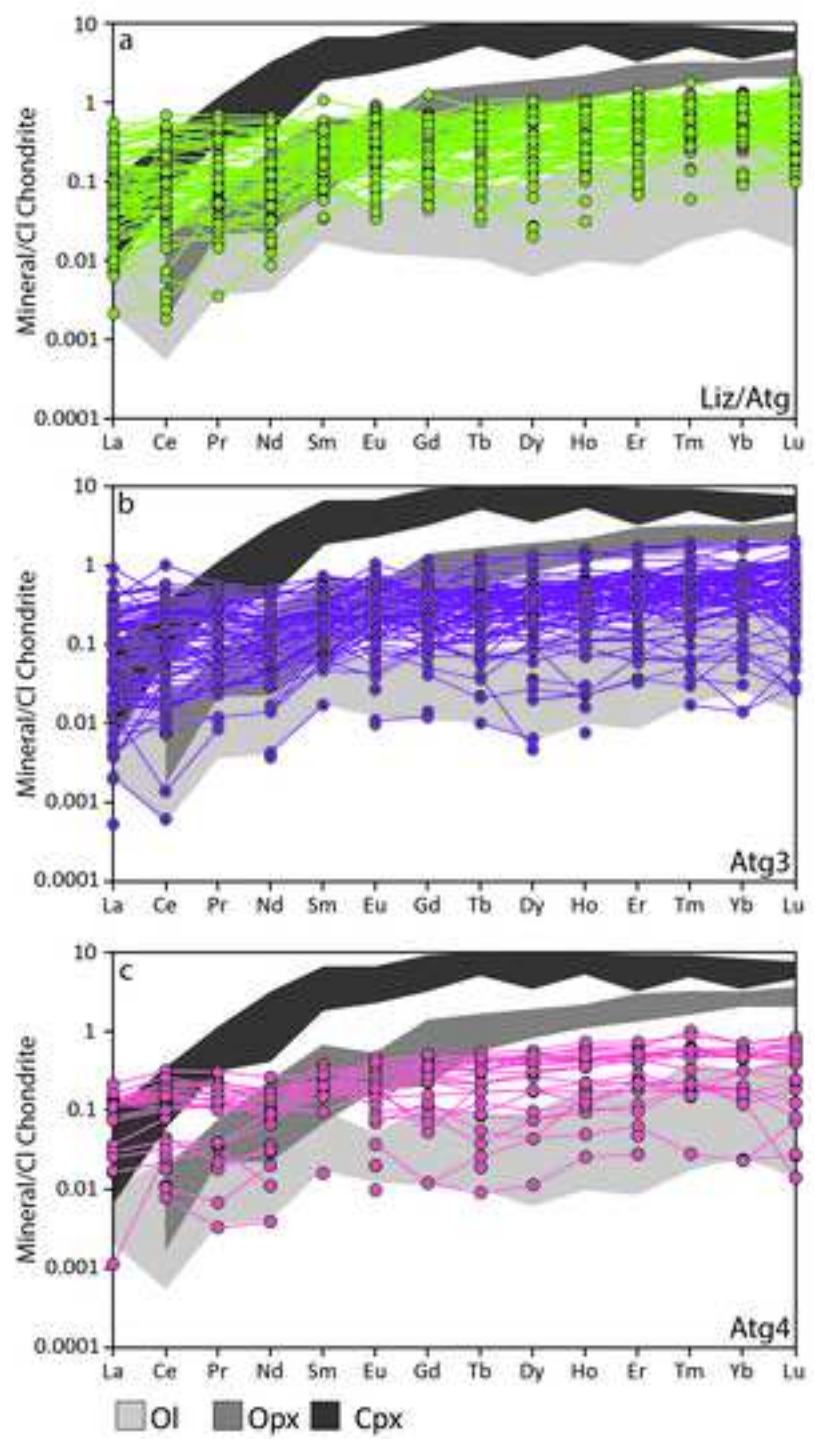 a
10
1
0.1
0.01
0.001
0.0001
Mineral/CI Chondrite
Liz/Atg
La Ce Pr Nd Sm Eu Gd Tb Dy Ho Er Tm Yb Lu
b
10
1
0.1
0.01
0.001
0.0001
Mineral/CI Chondrite
Atg3
La Ce Pr Nd Sm Eu Gd Tb Dy Ho Er Tm Yb Lu
c
10
1
0.1
0.01
0.001
0.0001
Mineral/CI Chondrite
Atg4
La Ce Pr Nd Sm Eu Gd Tb Dy Ho Er Tm Yb Lu
Ol Opx Cpx